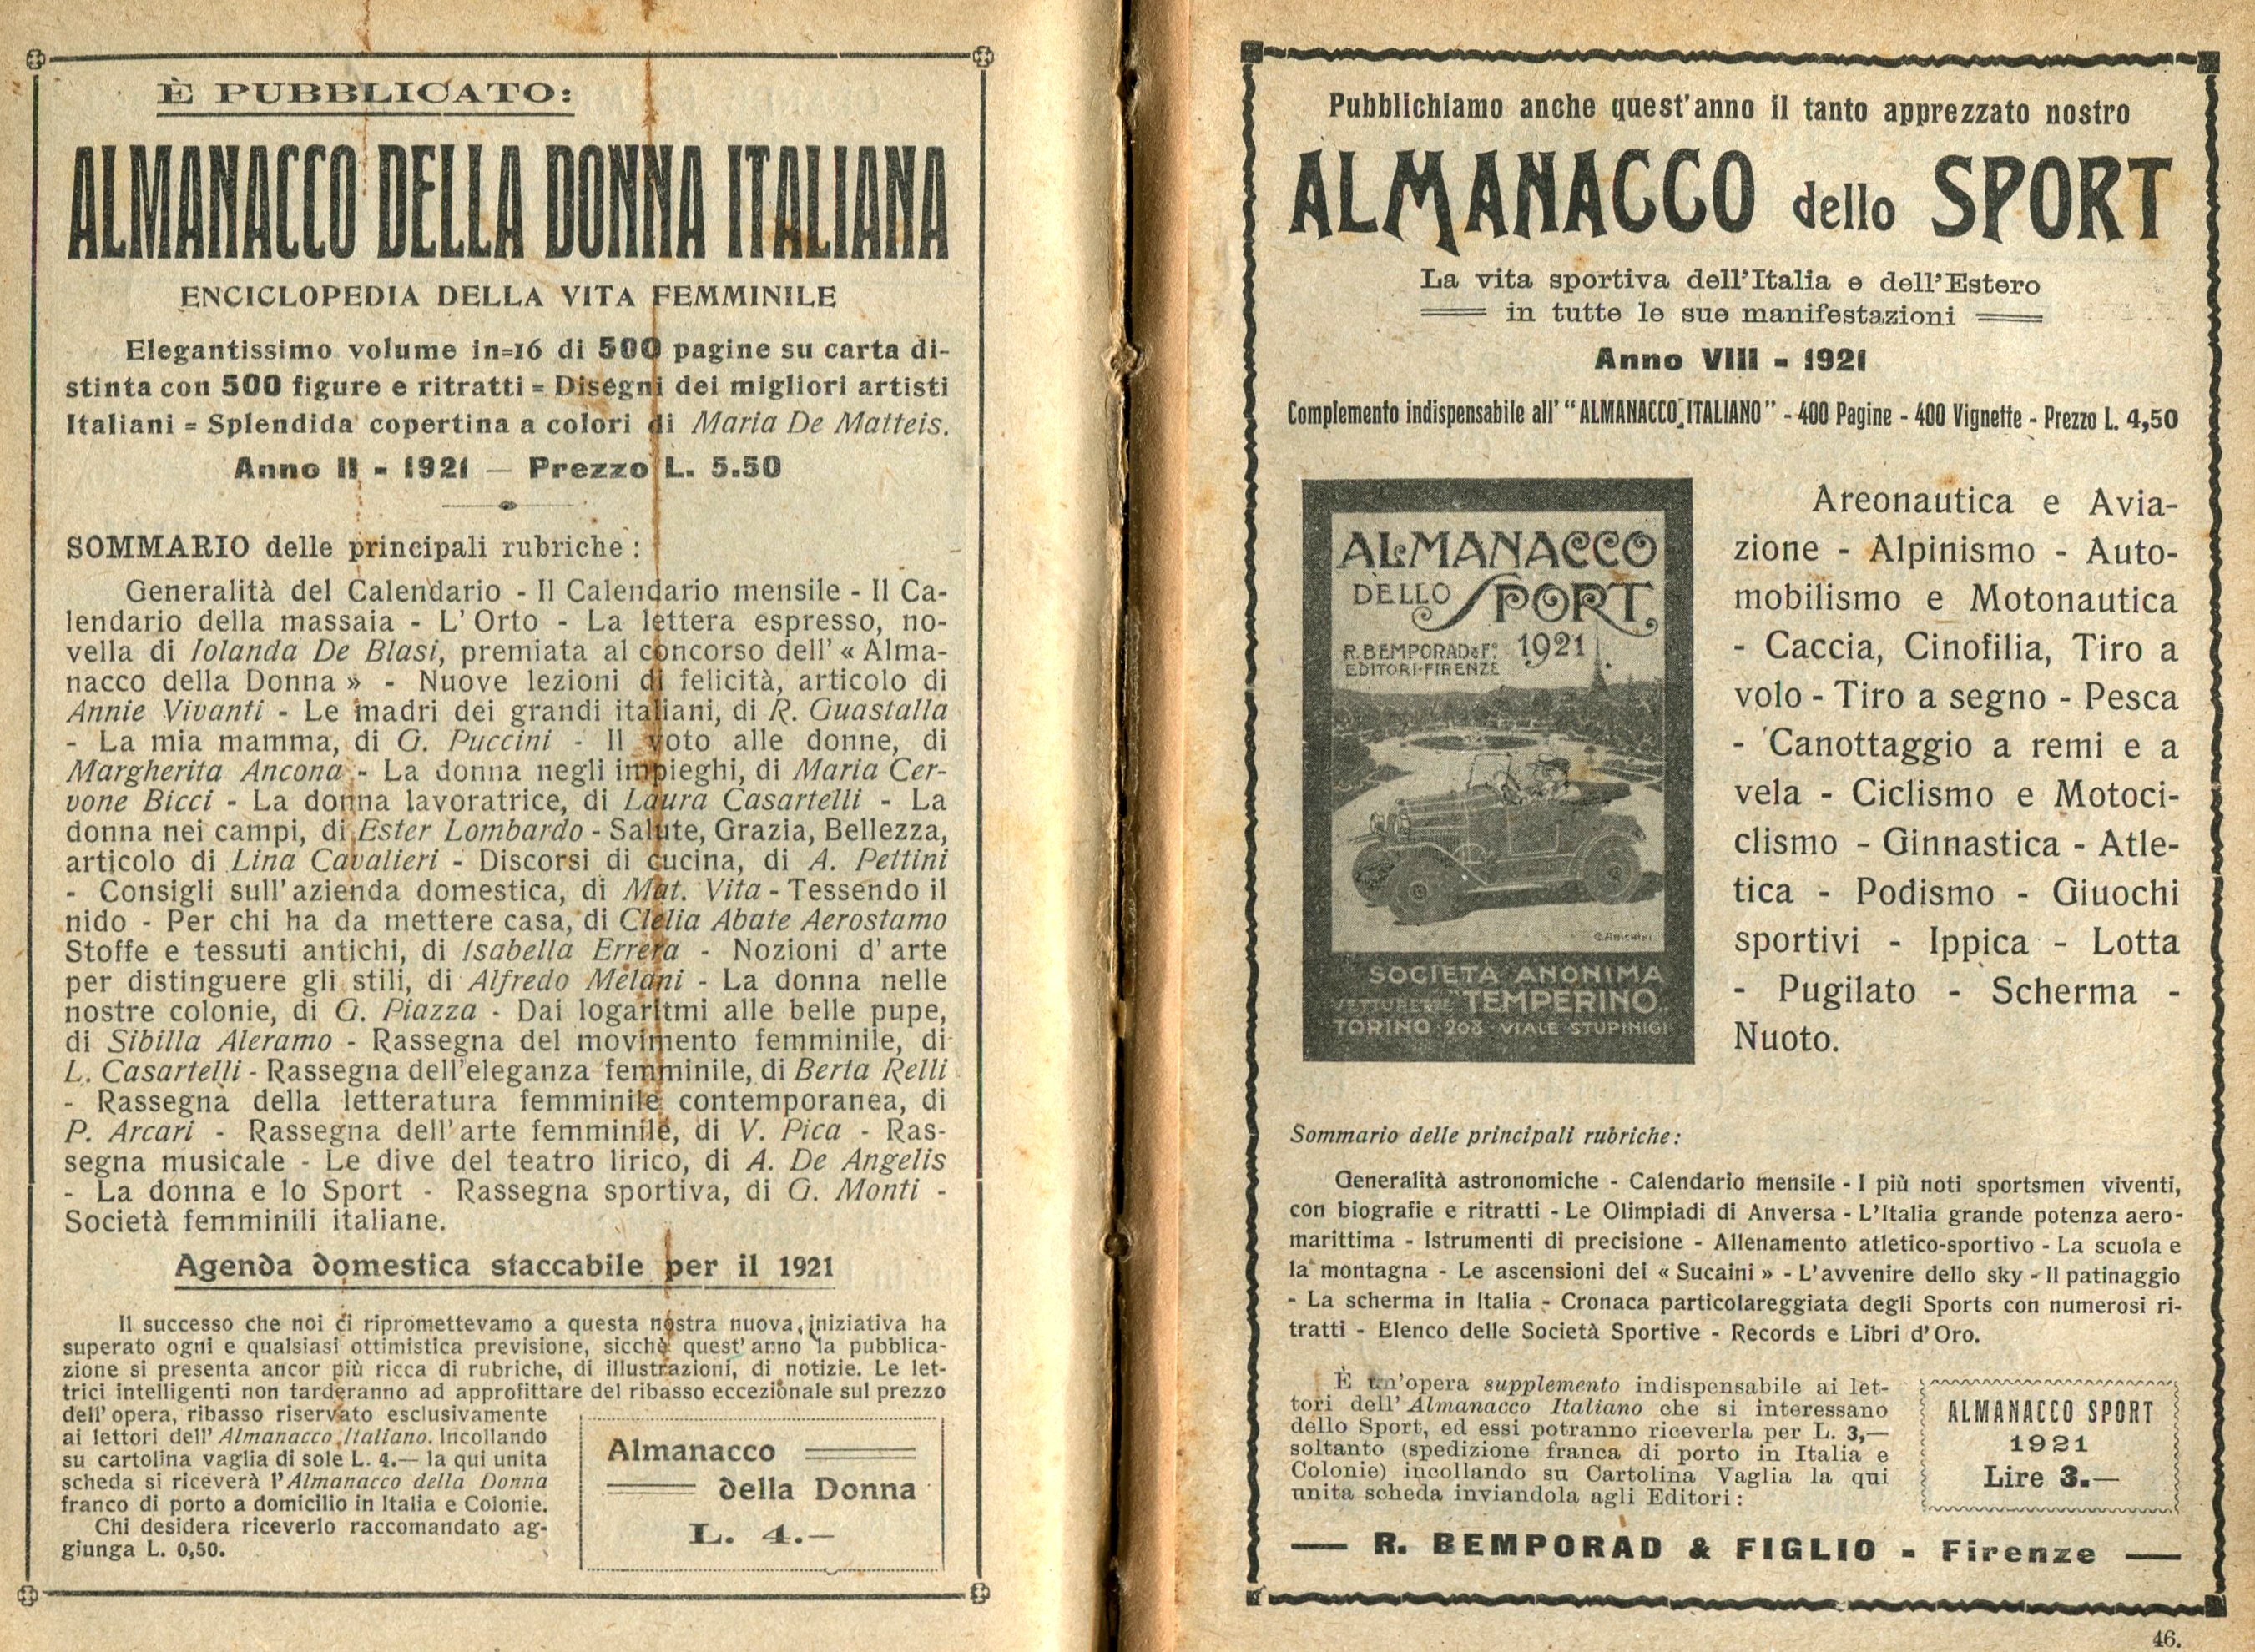 È PUBBLICATO:
ALMANACCO DELLA DONNA ITALIANA
ENCICLOPEDIA DELLA VITA FEMMINILE
Elegantissimo volume in=16 di 500 pagine su carta di-
stinta con 500 figure e ritratti = Disegni dei migliori artisti
Italiani = Splendida copertina a colori di Maria De Matteis.
Anno II - 1921 — Prezzo L. 5.50
SOMMARIO delle principali rubriche:
Generalità del Calendario - Il Calendario mensile - Il Ca-
lendario della massaia - L'Orto - La lettera espresso, no-
vella di Iolanda De Blasi, premiata al concorso dell' « Alma-
nacco della Donna » - Nuove lezioni di felicità, articolo di
Annie Vivanti - Le madri dei grandi italiani, di R. Guastalla
- La mia mamma, di G. Puccini - Il voto alle donne, di
Margherita Ancona - La donna negli impieghi, di Maria Cer-
vone Bicci - La donna lavoratrice, di Laura Casartelli - La
donna nei campi, di Ester Lombardo - Salute, Grazia, Bellezza,
articolo di Lina Cavalieri - Discorsi di cucina, di A. Pettini
- Consigli sull'azienda domestica, di Mat. Vita - Tessendo il
nido - Per chi ha da mettere casa, di Clelia Abate Aerostamo
Stoffe e tessuti antichi, di Isabella Errera - Nozioni d'arte
per distinguere gli stili, di Alfredo Melani - La donna nelle
nostre colonie, di G. Piazza - Dai logaritmi alle belle pupe,
di Sibilla Aleramo - Rassegna del movimento femminile, di
L. Casartelli - Rassegna dell'eleganza femminile, di Berta Relli
- Rassegna della letteratura femminile contemporanea, di
P. Arcari - Rassegna dell'arte femminile, di V. Pica - Ras-
segna musicale - Le dive del teatro lirico, di A. De Angelis
- La donna e lo Sport - Rassegna sportiva, di G. Monti -
Società femminili italiane.
Agenda domestica staccabile per il 1921
Il successo che noi ci ripromettevamo a questa nostra nuova iniziativa ha
superato ogni e qualsiasi ottimistica previsione, sicchè quest'anno la pubblica-
zione si presenta ancor più ricca di rubriche, di illustrazioni, di notizie. Le let-
trici intelligenti non tarderanno ad approfittare del ribasso eccezionale sul prezzo
dell'opera, ribasso riservato esclusivamente
ai lettori dell'Almanacco Italiano. Incollando
su cartolina vaglia di sole L. 4.— la qui unita
scheda si riceverà l'Almanacco della Donna
franco di porto a domicilio in Italia e Colonie.
Chi desidera riceverlo raccomandato ag-
giunga L. 0,50.
Almanacco
della Donna
L. 4.—
Pubblichiamo anche quest'anno il tanto apprezzato nostro
ALMANACCO dello SPORT
La vita sportiva dell'Italia e dell'Estero
in tutte le sue manifestazioni
Anno VIII - 1921
Complemento indispensabile all' "ALMANACCO ITALIANO" - 400 Pagine - 400 Vignette - Prezzo L. 4,50
ALMANACCO
DELLO SPORT
R. BEMPORAD & Fº. 1921
EDITORI-FIRENZE
G. Anichini
SOCIETÀ ANONIMA
VETTURETTE "TEMPERINO"
TORINO · 208 · VIALE STUPINIGI
Areonautica e Avia-
zione - Alpinismo - Auto-
mobilismo e Motonautica
- Caccia, Cinofilia, Tiro a
volo - Tiro a segno - Pesca
- Canottaggio a remi e a
vela - Ciclismo e Motoci-
clismo - Ginnastica - Atle-
tica - Podismo - Giuochi
sportivi - Ippica - Lotta
- Pugilato - Scherma -
Nuoto.
Sommario delle principali rubriche:
Generalità astronomiche - Calendario mensile - I più noti sportsmen viventi,
con biografie e ritratti - Le Olimpiadi di Anversa - L'Italia grande potenza aero-
marittima - Istrumenti di precisione - Allenamento atletico-sportivo - La scuola e
la montagna - Le ascensioni dei « Sucaini » - L'avvenire dello sky - Il patinaggio
- La scherma in Italia - Cronaca particolareggiata degli Sports con numerosi ri-
tratti - Elenco delle Società Sportive - Records e Libri d'Oro.
È un'opera supplemento indispensabile ai let-
tori dell'Almanacco Italiano che si interessano
dello Sport, ed essi potranno riceverla per L. 3,—
soltanto (spedizione franca di porto in Italia e
Colonie) incollando su Cartolina Vaglia la qui
unita scheda inviandola agli Editori:
ALMANACCO SPORT
1921
Lire 3.—
— R. BEMPORAD & FIGLIO - Firenze —
46.